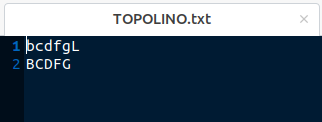 TOPOLINO.txt ×
1 bcdfgL
2 BCDFG